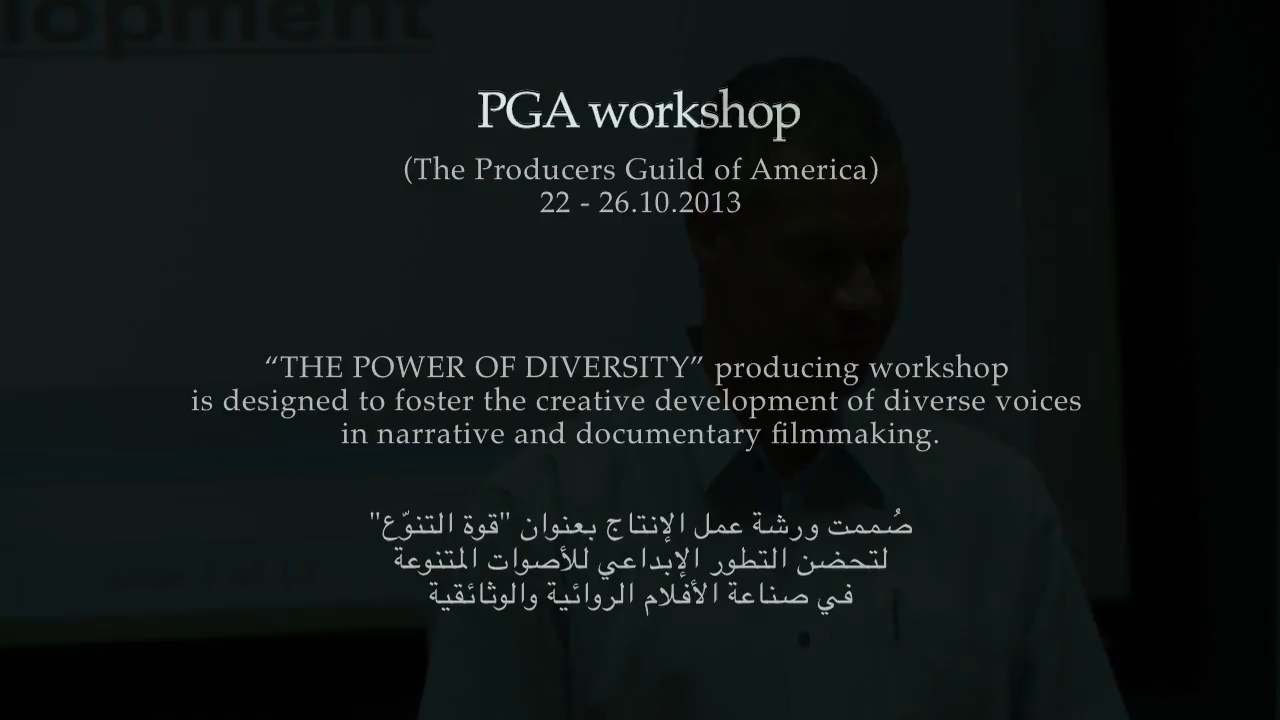 lopment
PGA workshop
(The Producers Guild of America)
22 - 26.10.2013
“THE POWER OF DIVERSITY” producing workshop
is designed to foster the creative development of diverse voices
in narrative and documentary filmmaking.
صُممت ورشة عمل الإنتاج بعنوان "قوة التنوّع"
لتحضن التطور الإبداعي للأصوات المتنوعة
في صناعة الأفلام الروائية والوثائقية